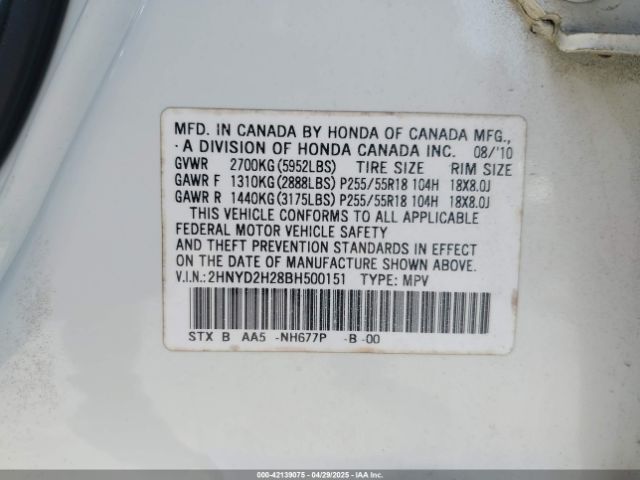 MFD. IN CANADA BY HONDA OF CANADA MFG.,
·A DIVISION OF HONDA CANADA INC. 08/'10
GVWR 2700KG(5952LBS) TIRE SIZE RIM SIZE
GAWR F 1310KG(2888LBS) P255/55R18 104H 18X8.0J
GAWR R 1440KG(3175LBS) P255/55R18 104H 18X8.0J
THIS VEHICLE CONFORMS TO ALL APPLICABLE
FEDERAL MOTOR VEHICLE SAFETY
AND THEFT PREVENTION STANDARDS IN EFFECT
ON THE DATE OF MANUFACTURE SHOWN ABOVE.
V.I.N.:2HNYD2H28BH500151 TYPE: MPV
STX B AA5 -NH677P -B -00
000-42139075 - 04/29/2025 - IAA Inc.